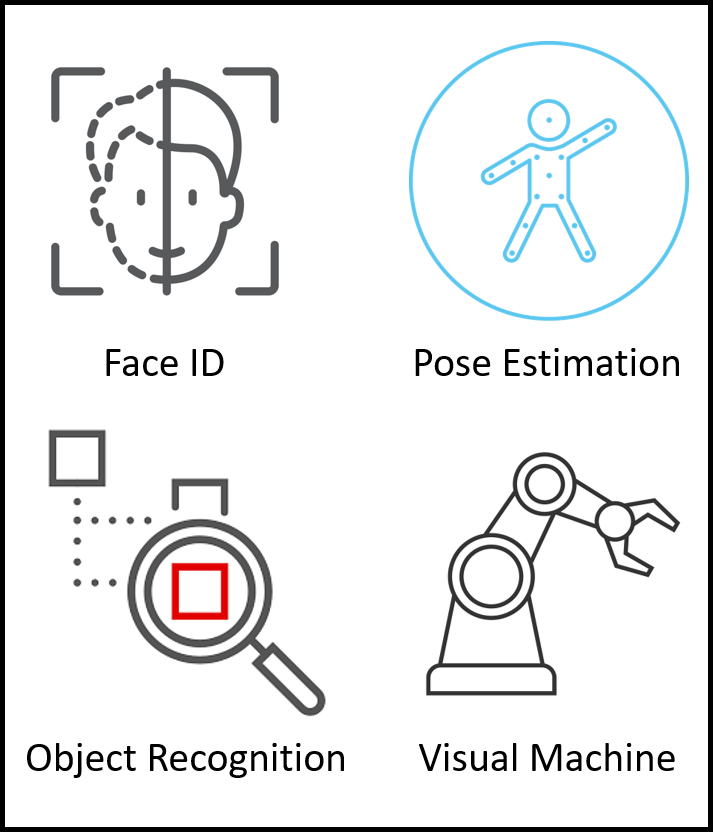 Face ID
Pose Estimation
Object Recognition
Visual Machine